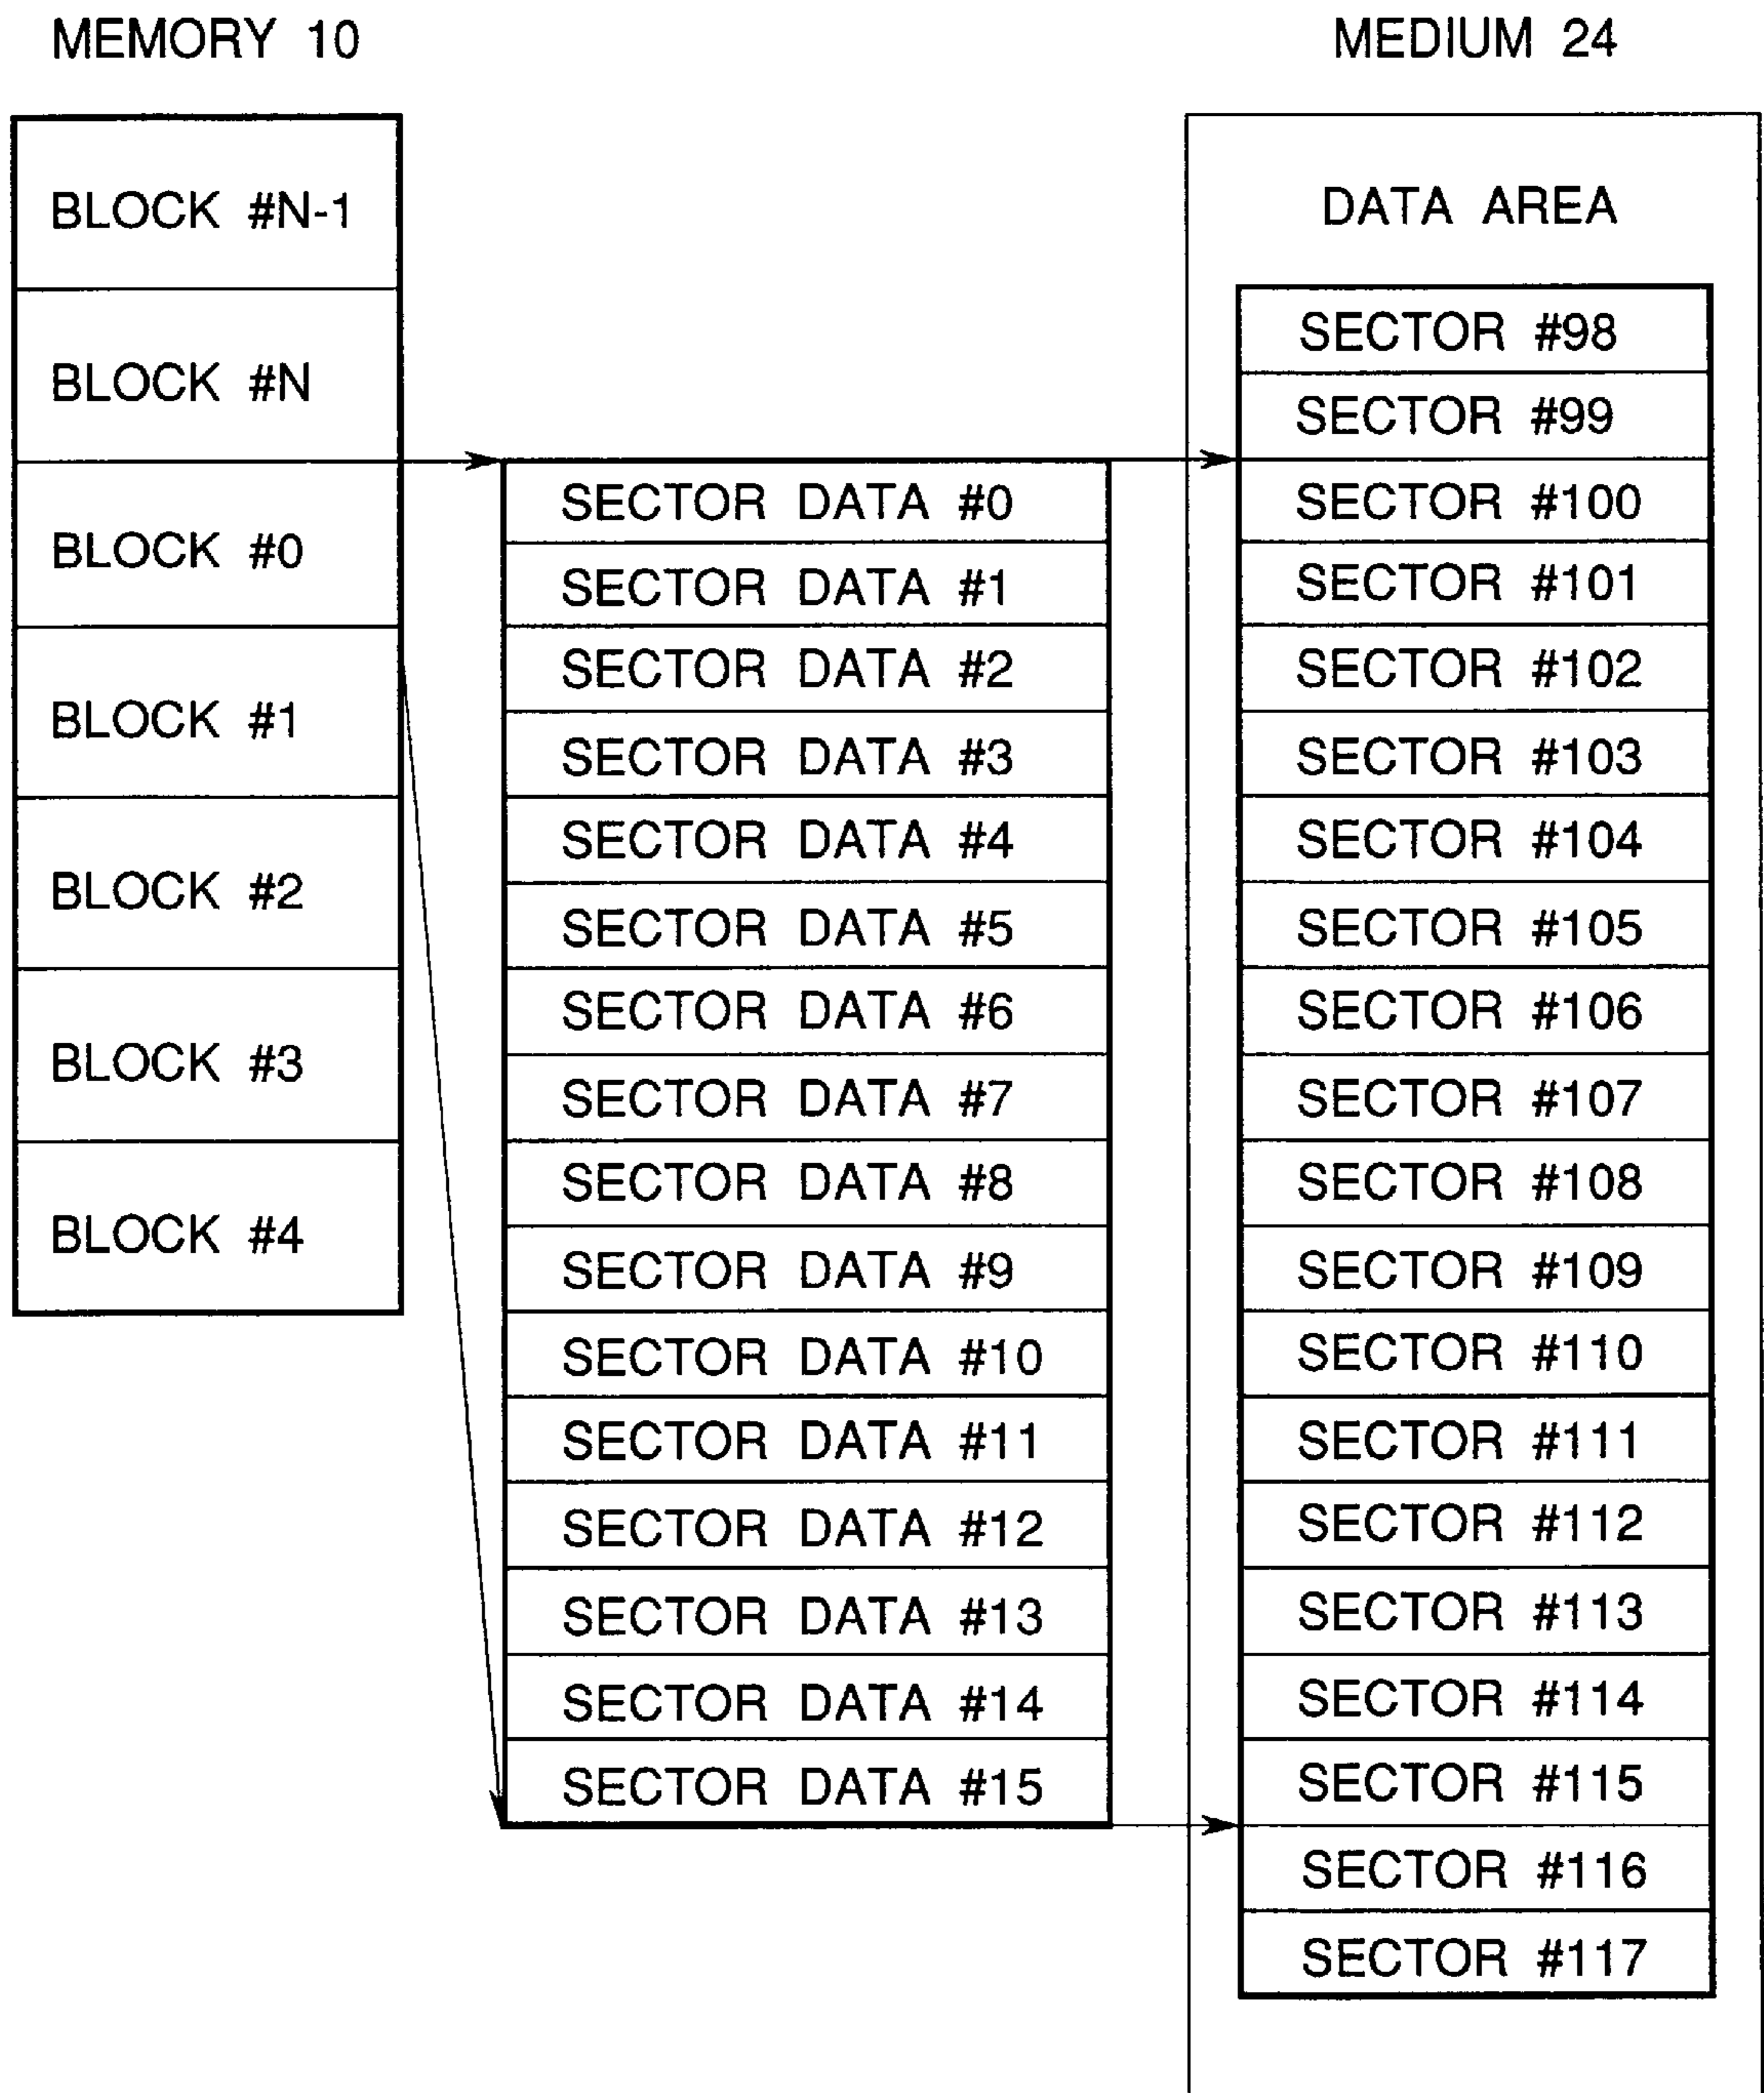 MEMORY 10
BLOCK #N-1
BLOCK #N
BLOCK #0
BLOCK #1
BLOCK #2
BLOCK #3
BLOCK #4
SECTOR DATA #0
SECTOR DATA #1
SECTOR DATA #2
SECTOR DATA #3
SECTOR DATA #4
SECTOR DATA #5
SECTOR DATA #6
SECTOR DATA #7
SECTOR DATA #8
SECTOR DATA #9
SECTOR DATA #10
SECTOR DATA #11
SECTOR DATA #12
SECTOR DATA #13
SECTOR DATA #14
SECTOR DATA #15
MEDIUM 24
DATA AREA
SECTOR #98
SECTOR #99
SECTOR #100
SECTOR #101
SECTOR #102
SECTOR #103
SECTOR #104
SECTOR #105
SECTOR #106
SECTOR #107
SECTOR #108
SECTOR #109
SECTOR #110
SECTOR #111
SECTOR #112
SECTOR #113
SECTOR #114
SECTOR #115
SECTOR #116
SECTOR #117